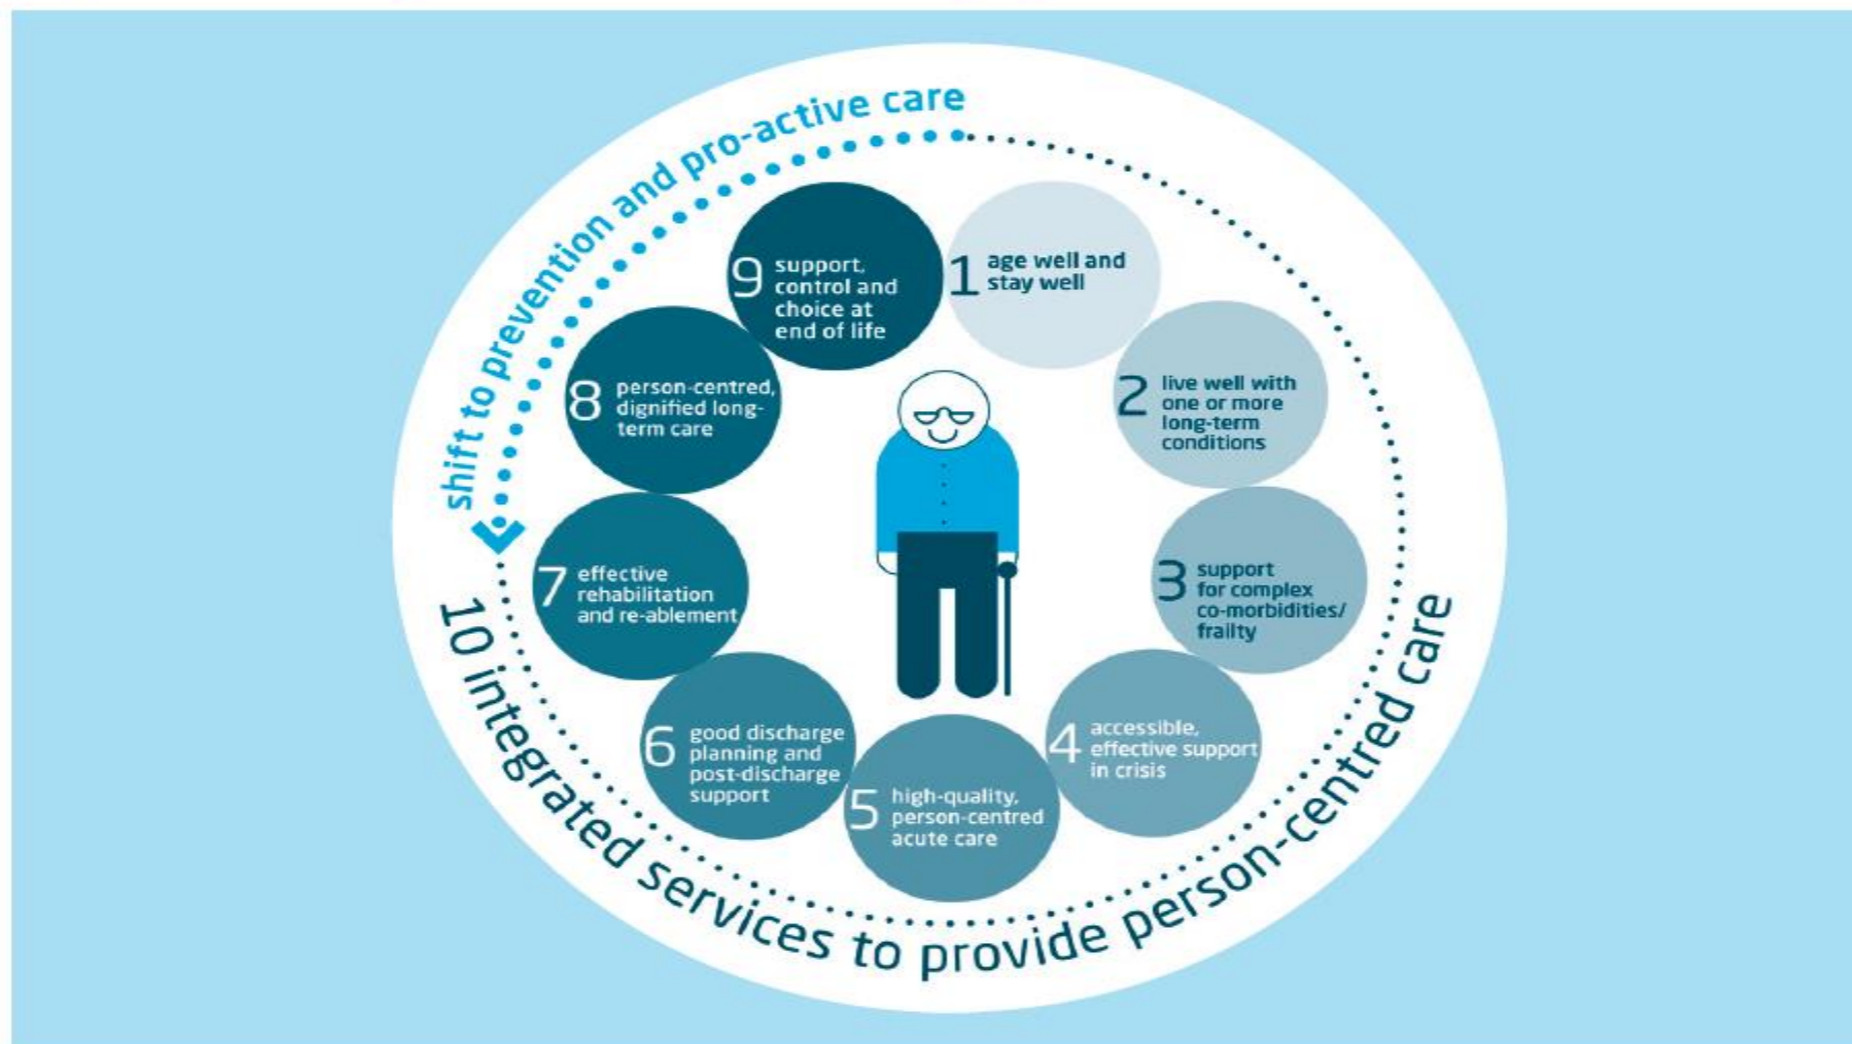 shift to prevention and pro-active care
1
age well and
stay well
2
live well with
one or more
long-term
conditions
3
support
for complex
co-morbidities/
frailty
4
accessible,
effective support
in crisis
5
high-quality,
person-centred
acute care
6
good discharge
planning and
post-discharge
support
7
effective
rehabilitation
and re-ablement
8
person-centred,
dignified long-
term care
9
support,
control and
choice at
end of life
10 integrated services to provide person-centred care